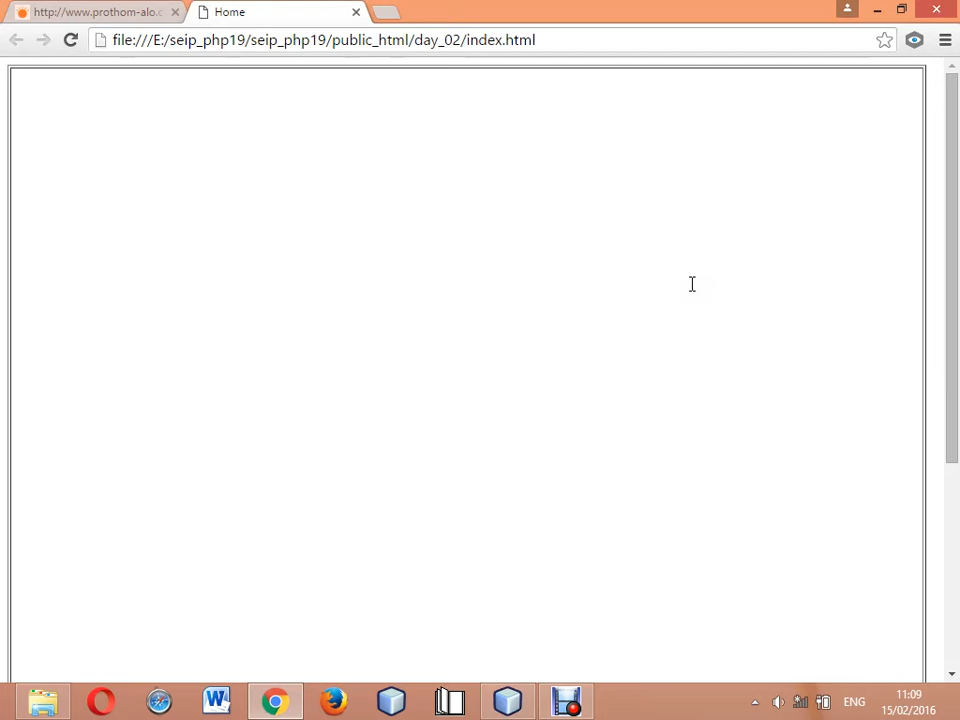 http://www.prothom-alo.c
Home
file:///E:/seip_php19/seip_php19/public_html/day_02/index.html
ENG
11:09
15/02/2016